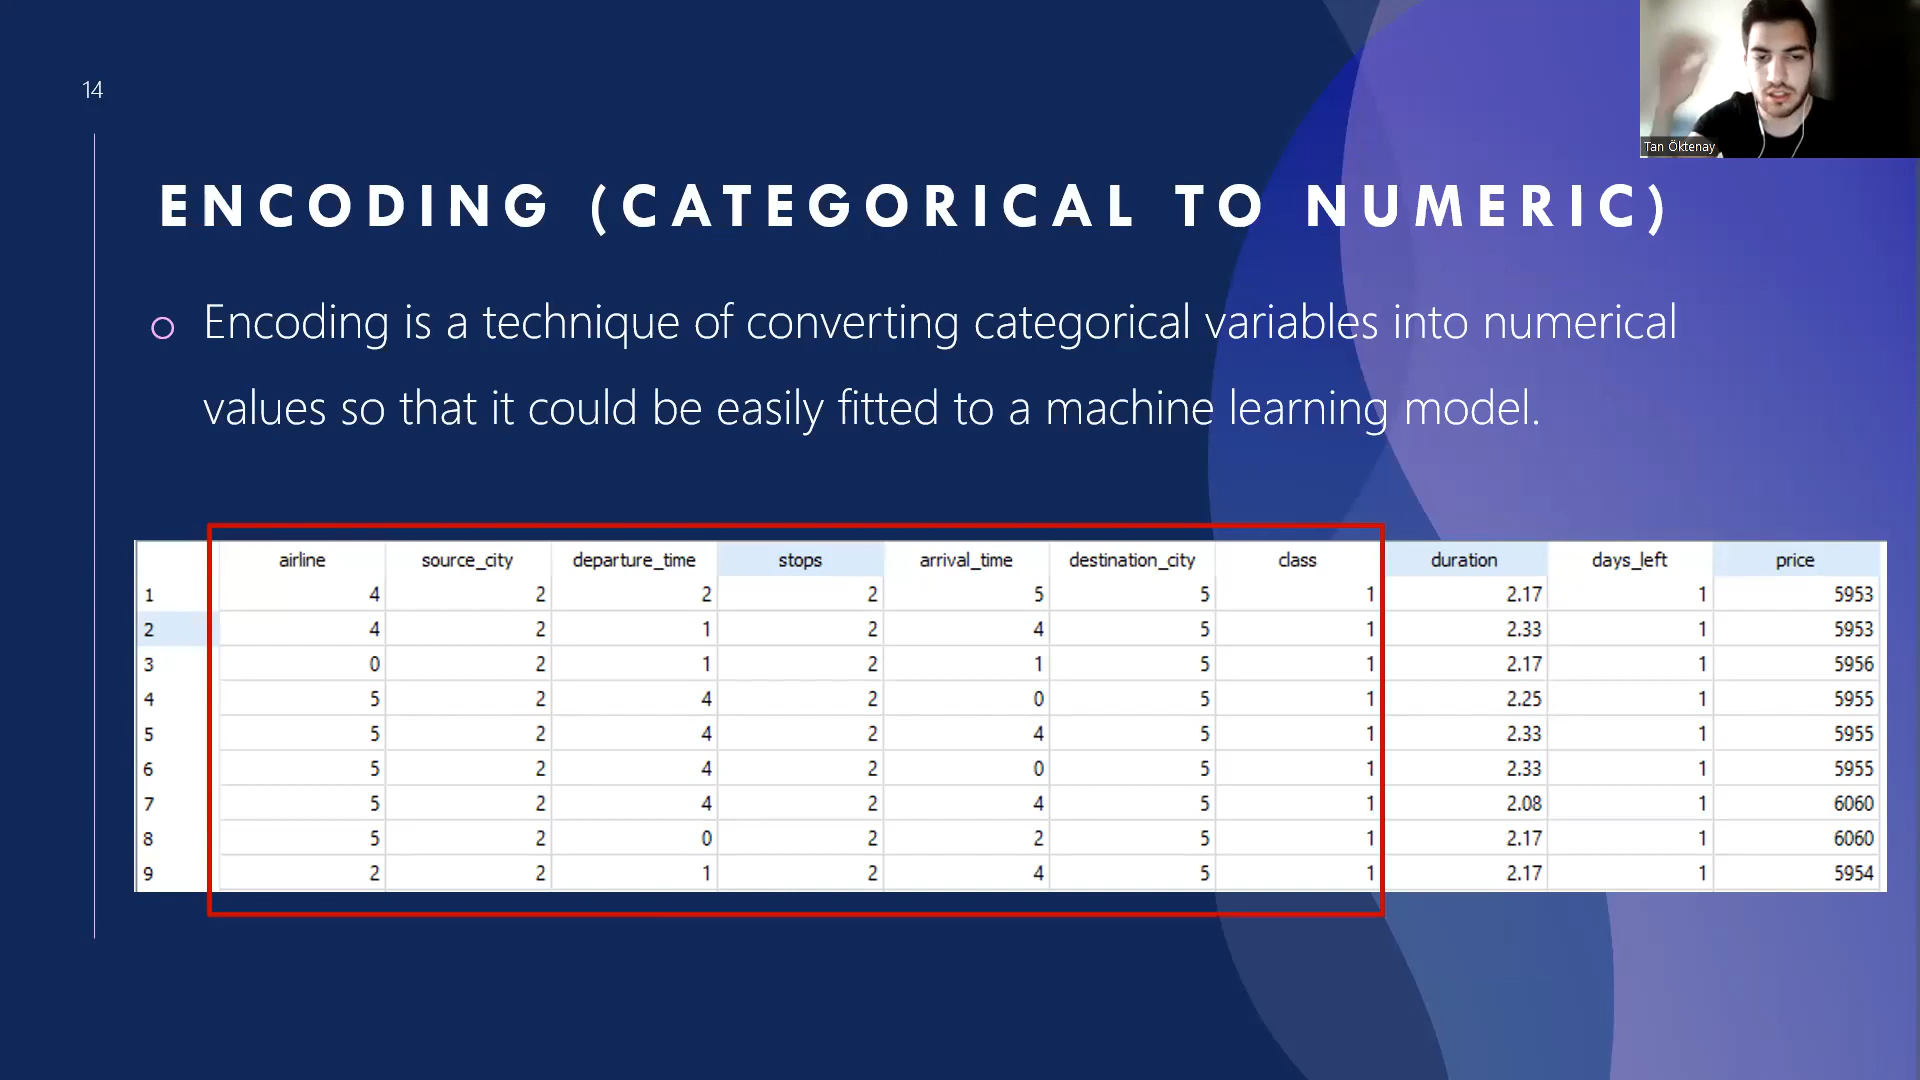 14
Tan Öktenay
ENCODING (CATEGORICAL TO NUMERIC)
Encoding is a technique of converting categorical variables into numerical
values so that it could be easily fitted to a machine learning model.
airline source_city departure_time stops arrival_time destination_city class duration days_left price
1 4 2 2 2 5 5 1 2.17 1 5953
2 4 2 1 2 4 5 1 2.33 1 5953
3 0 2 1 2 1 5 1 2.17 1 5956
4 5 2 4 2 0 5 1 2.25 1 5955
5 5 2 4 2 4 5 1 2.33 1 5955
6 5 2 4 2 0 5 1 2.33 1 5955
7 5 2 4 2 4 5 1 2.08 1 6060
8 5 2 0 2 2 5 1 2.17 1 6060
9 2 2 1 2 4 5 1 2.17 1 5954